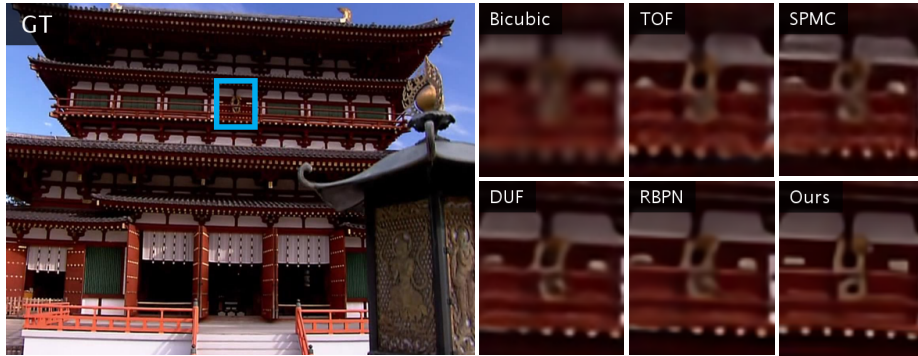 GT
Bicubic
TOF
SPMC
DUF
RBPN
Ours